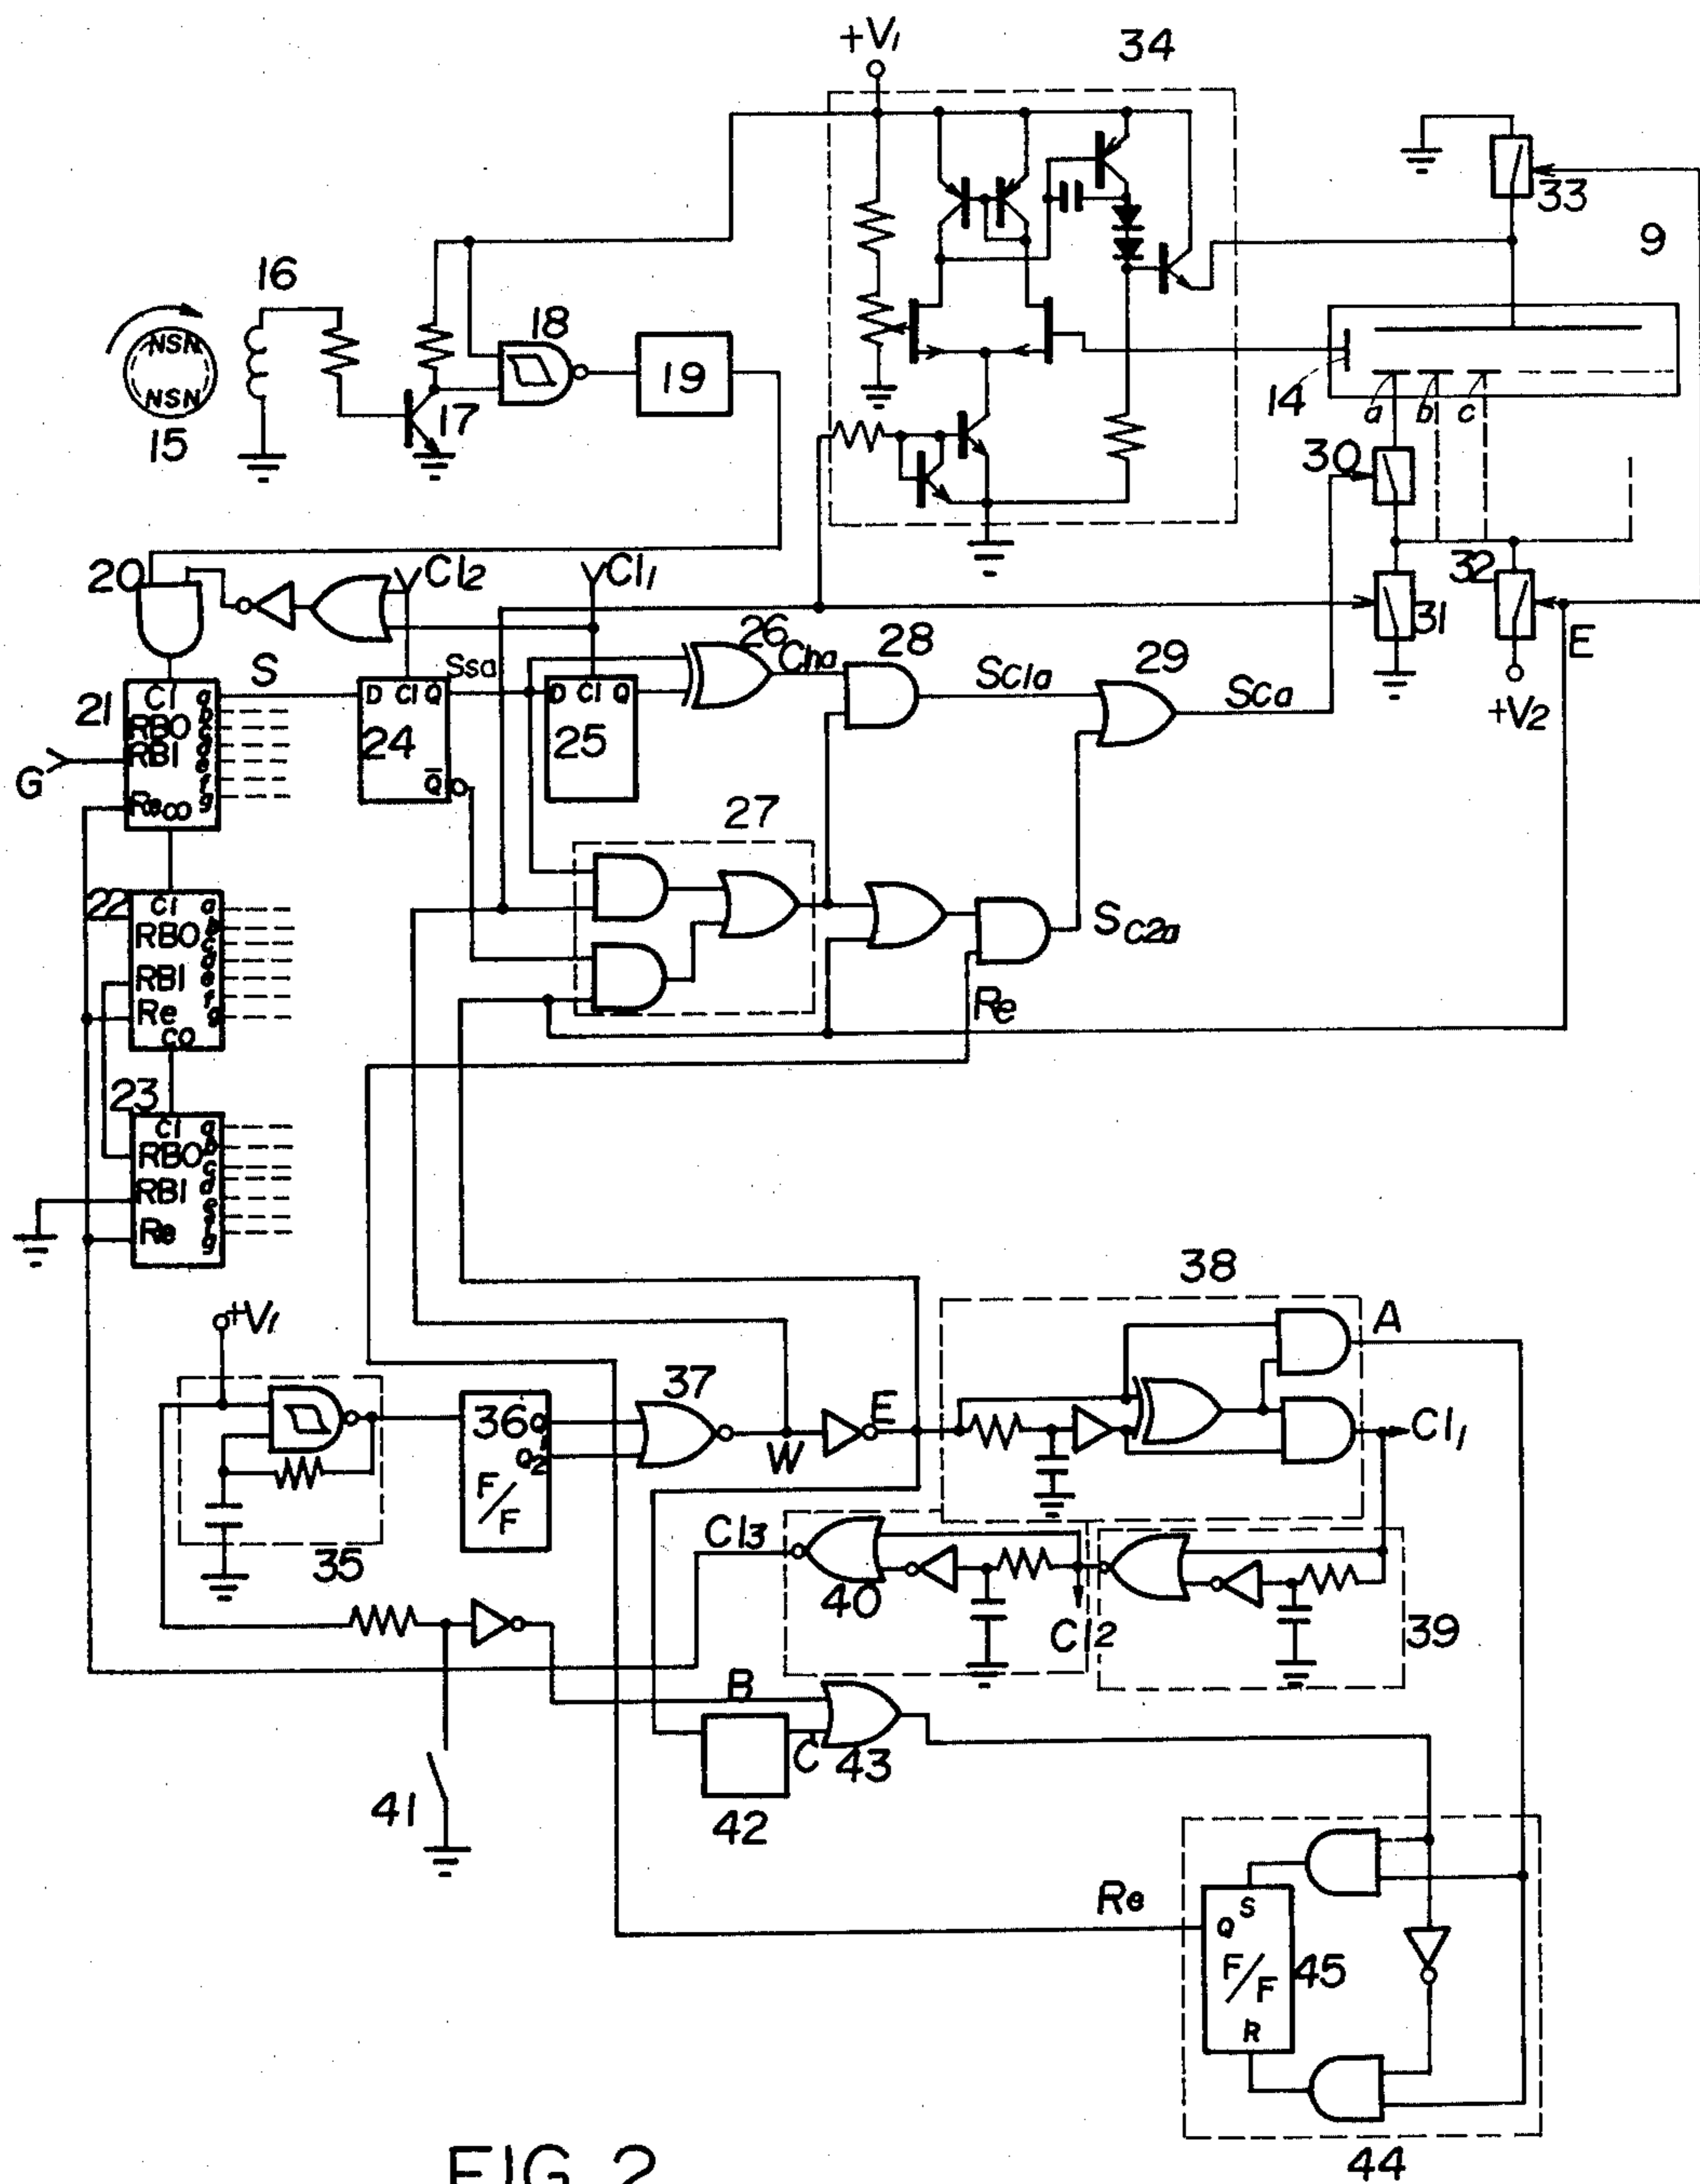 +V1
34
33
9
16
NSN
NSN
15
18
17
19
14
a
b
c
30
32
31
E
+V2
20
Cl2
Cl1
S
Ssa
26
Cha
28
Sc1a
29
Sca
21
Cl
RBO
RBI
Re
CO
a
b
c
d
e
f
g
G
D Cl Q
24
Q̅
D Cl Q
25
27
Sc2a
Re
22
Cl
RBO
RBI
Re
CO
a
b
c
d
e
f
g
23
Cl
RBO
RBI
Re
a
b
c
d
e
f
g
+V1
35
36
Q1
Q2
F/F
37
W
E
38
A
Cl1
Cl3
40
Cl2
39
41
B
C
42
43
Re
S
Q
F/F
R
45
44
FIG. 2